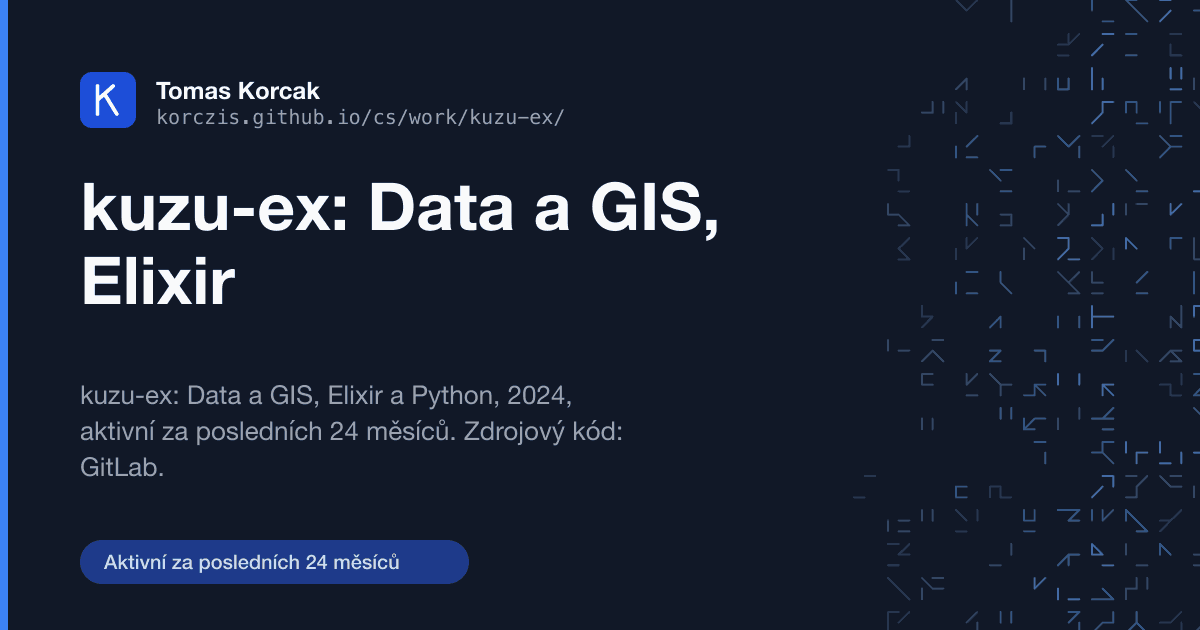 K
Tomas Korcak
korczis.github.io/cs/work/kuzu-ex/
kuzu-ex: Data a GIS,
Elixir
kuzu-ex: Data a GIS, Elixir a Python, 2024,
aktivní za posledních 24 měsíců. Zdrojový kód:
GitLab.
Aktivní za posledních 24 měsíců